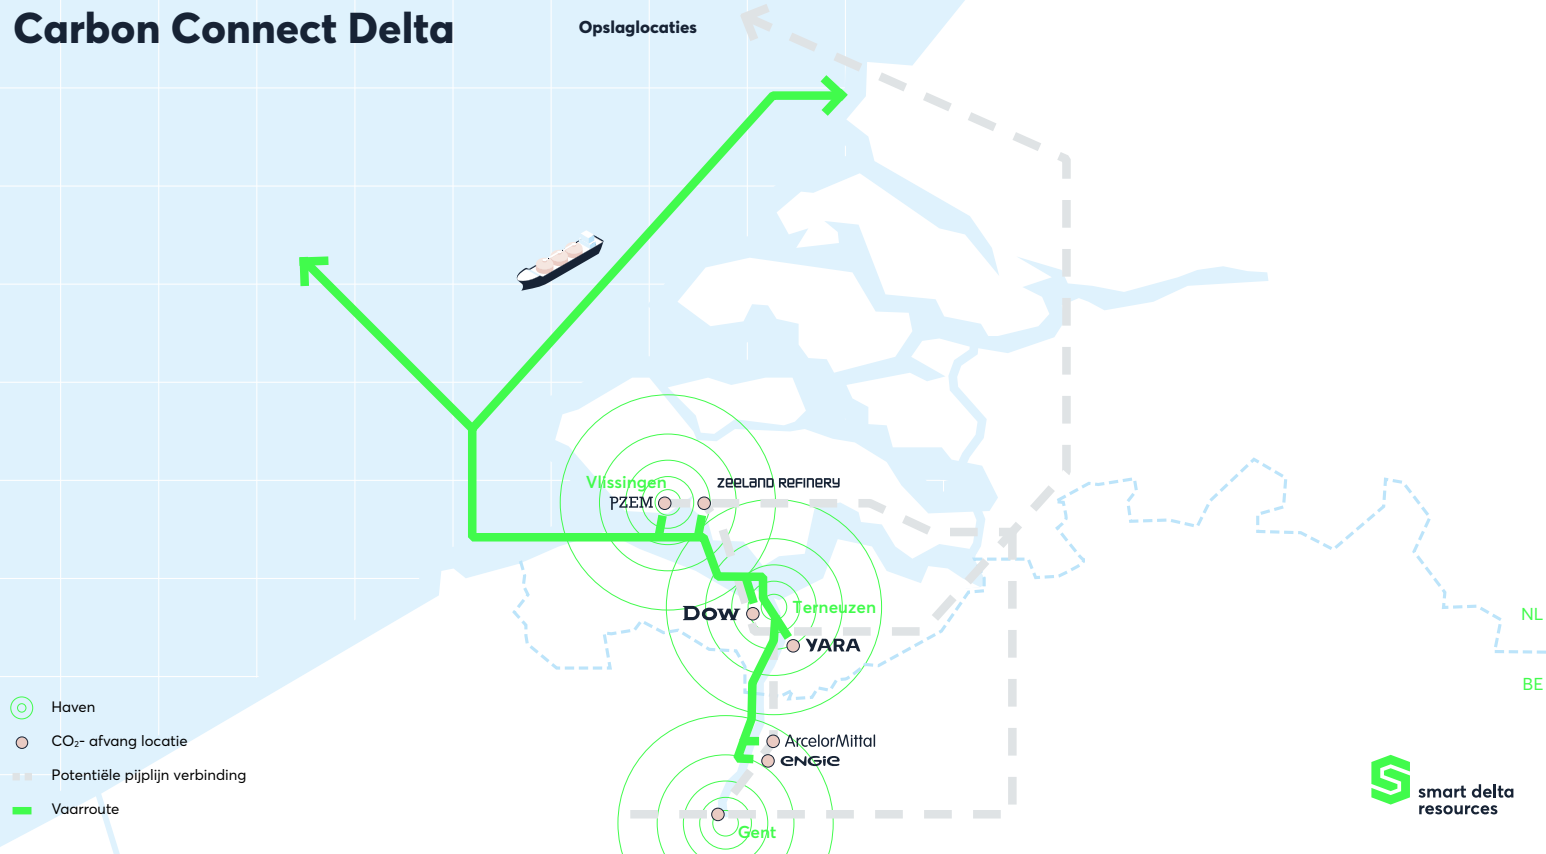 Carbon Connect Delta
Opslaglocaties
Vlissingen
ZEELAND REFINERY
PZEM
Dow
Terneuzen
YARA
NL
BE
ArcelorMittal
ENGIE
Gent
Haven
CO₂- afvang locatie
Potentiële pijplijn verbinding
Vaarroute
smart delta
resources